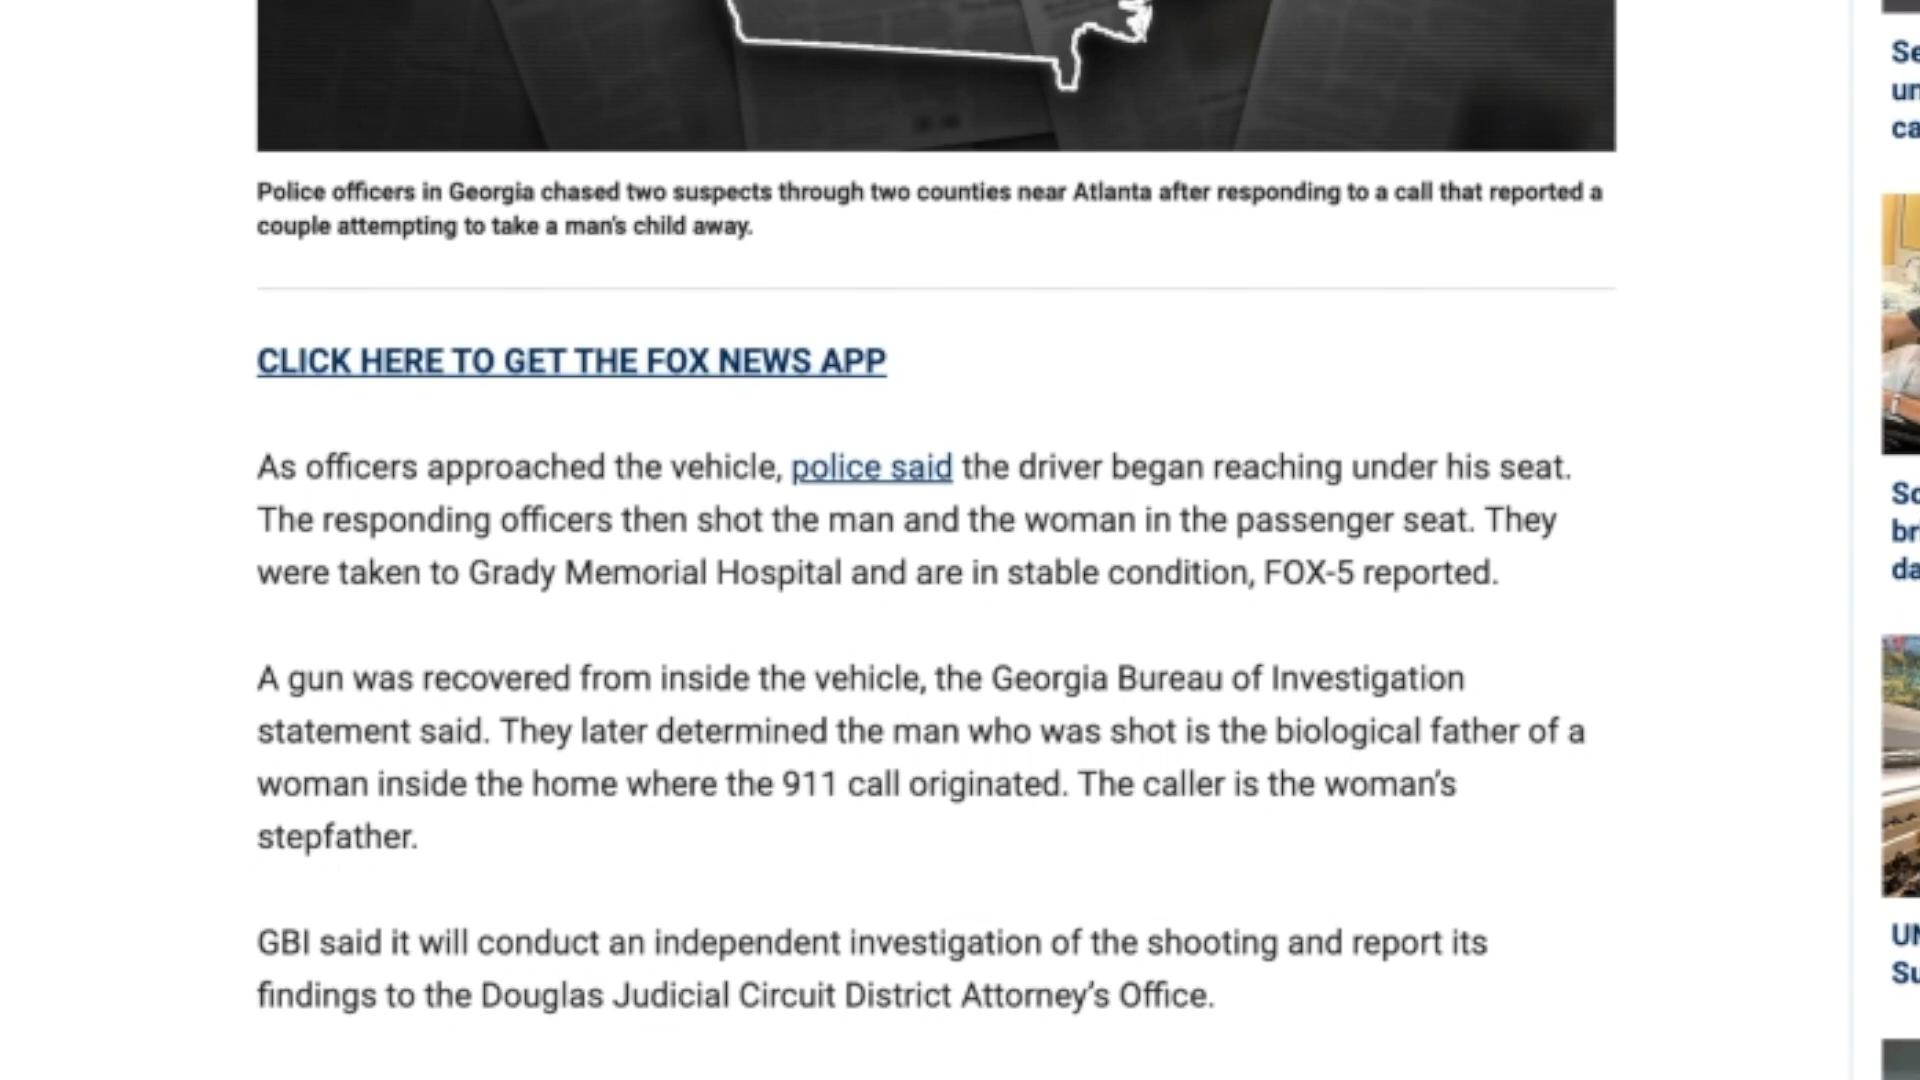 Police officers in Georgia chased two suspects through two counties near Atlanta after responding to a call that reported a
couple attempting to take a man's child away.
CLICK HERE TO GET THE FOX NEWS APP
As officers approached the vehicle, police said the driver began reaching under his seat.
The responding officers then shot the man and the woman in the passenger seat. They
were taken to Grady Memorial Hospital and are in stable condition, FOX-5 reported.
A gun was recovered from inside the vehicle, the Georgia Bureau of Investigation
statement said. They later determined the man who was shot is the biological father of a
woman inside the home where the 911 call originated. The caller is the woman's
stepfather.
GBI said it will conduct an independent investigation of the shooting and report its
findings to the Douglas Judicial Circuit District Attorney's Office.